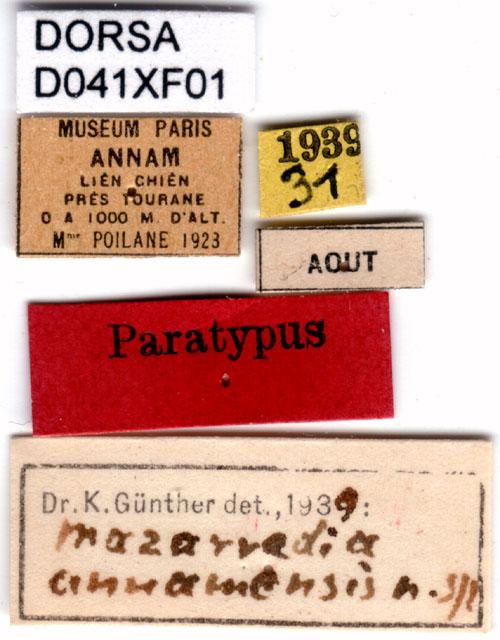 DORSA
D041XF01
MUSEUM PARIS
ANNAM
LIÊN CHIÊN
PRÈS TOURANE
0 A 1000 M. D'ALT.
Mme POILANE 1923
1939
31
AOUT
Paratypus
Dr. K. Günther det., 1939:
mazarredia
annamensis n.